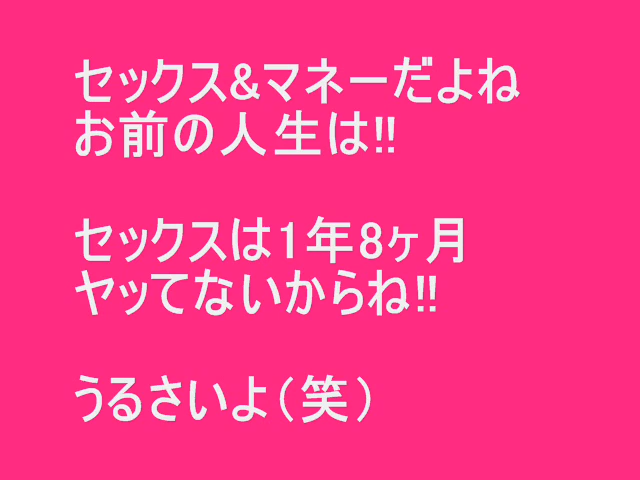 セックス&マネーだよね
お前の人生は!!
セックスは1年8ヶ月
ヤッてないからね!!
うるさいよ(笑)